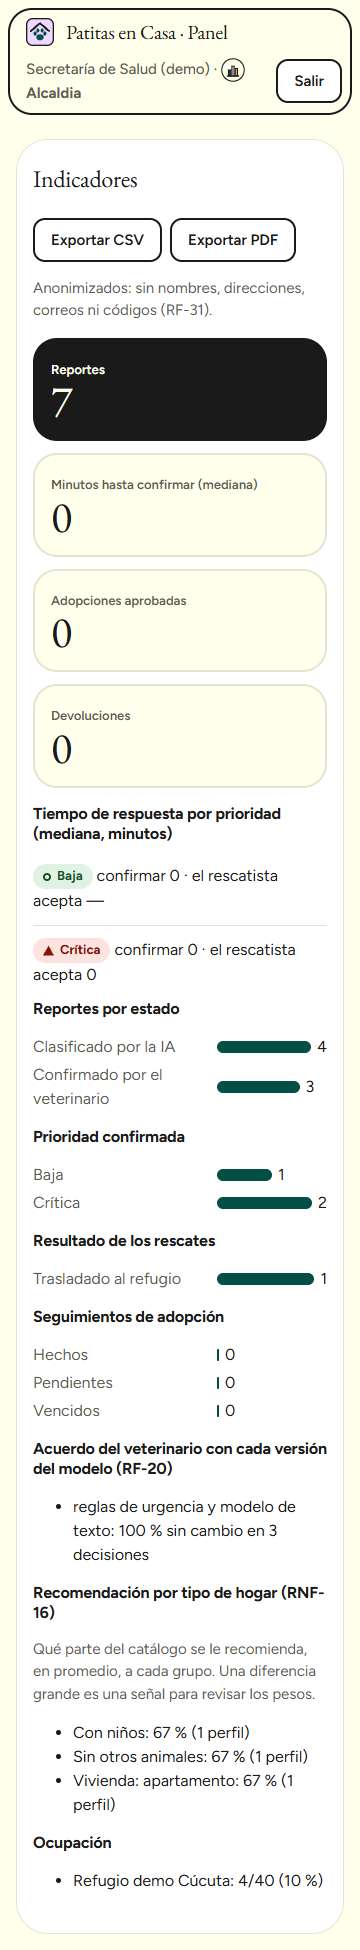 Patitas en Casa · Panel
Secretaría de Salud (demo) ·
Alcaldia
Salir
Indicadores
Exportar CSV
Exportar PDF
Anonimizados: sin nombres, direcciones,
correos ni códigos (RF-31).
Reportes
7
Minutos hasta confirmar (mediana)
0
Adopciones aprobadas
0
Devoluciones
0
Tiempo de respuesta por prioridad
(mediana, minutos)
Baja confirmar 0 · el rescatista
acepta —
Crítica confirmar 0 · el rescatista
acepta 0
Reportes por estado
Clasificado por la IA 4
Confirmado por el
veterinario 3
Prioridad confirmada
Baja 1
Crítica 2
Resultado de los rescates
Trasladado al refugio 1
Seguimientos de adopción
Hechos 0
Pendientes 0
Vencidos 0
Acuerdo del veterinario con cada versión
del modelo (RF-20)
• reglas de urgencia y modelo de
texto: 100 % sin cambio en 3
decisiones
Recomendación por tipo de hogar (RNF-
16)
Qué parte del catálogo se le recomienda,
en promedio, a cada grupo. Una diferencia
grande es una señal para revisar los pesos.
• Con niños: 67 % (1 perfil)
• Sin otros animales: 67 % (1 perfil)
• Vivienda: apartamento: 67 % (1
perfil)
Ocupación
• Refugio demo Cúcuta: 4/40 (10 %)